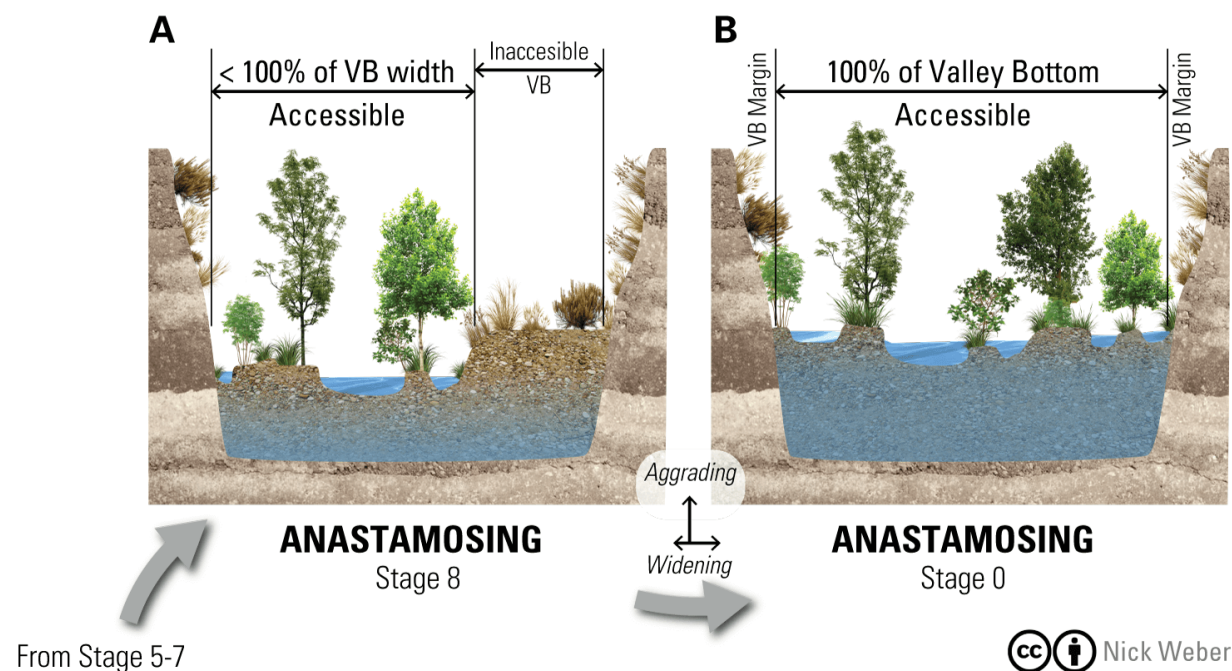 A
< 100% of VB width
Accessible
Inaccesible
VB
B
VB Margin
100% of Valley Bottom
Accessible
VB Margin
Aggrading
Widening
ANASTAMOSING
Stage 8
ANASTAMOSING
Stage 0
From Stage 5-7
cc Nick Weber